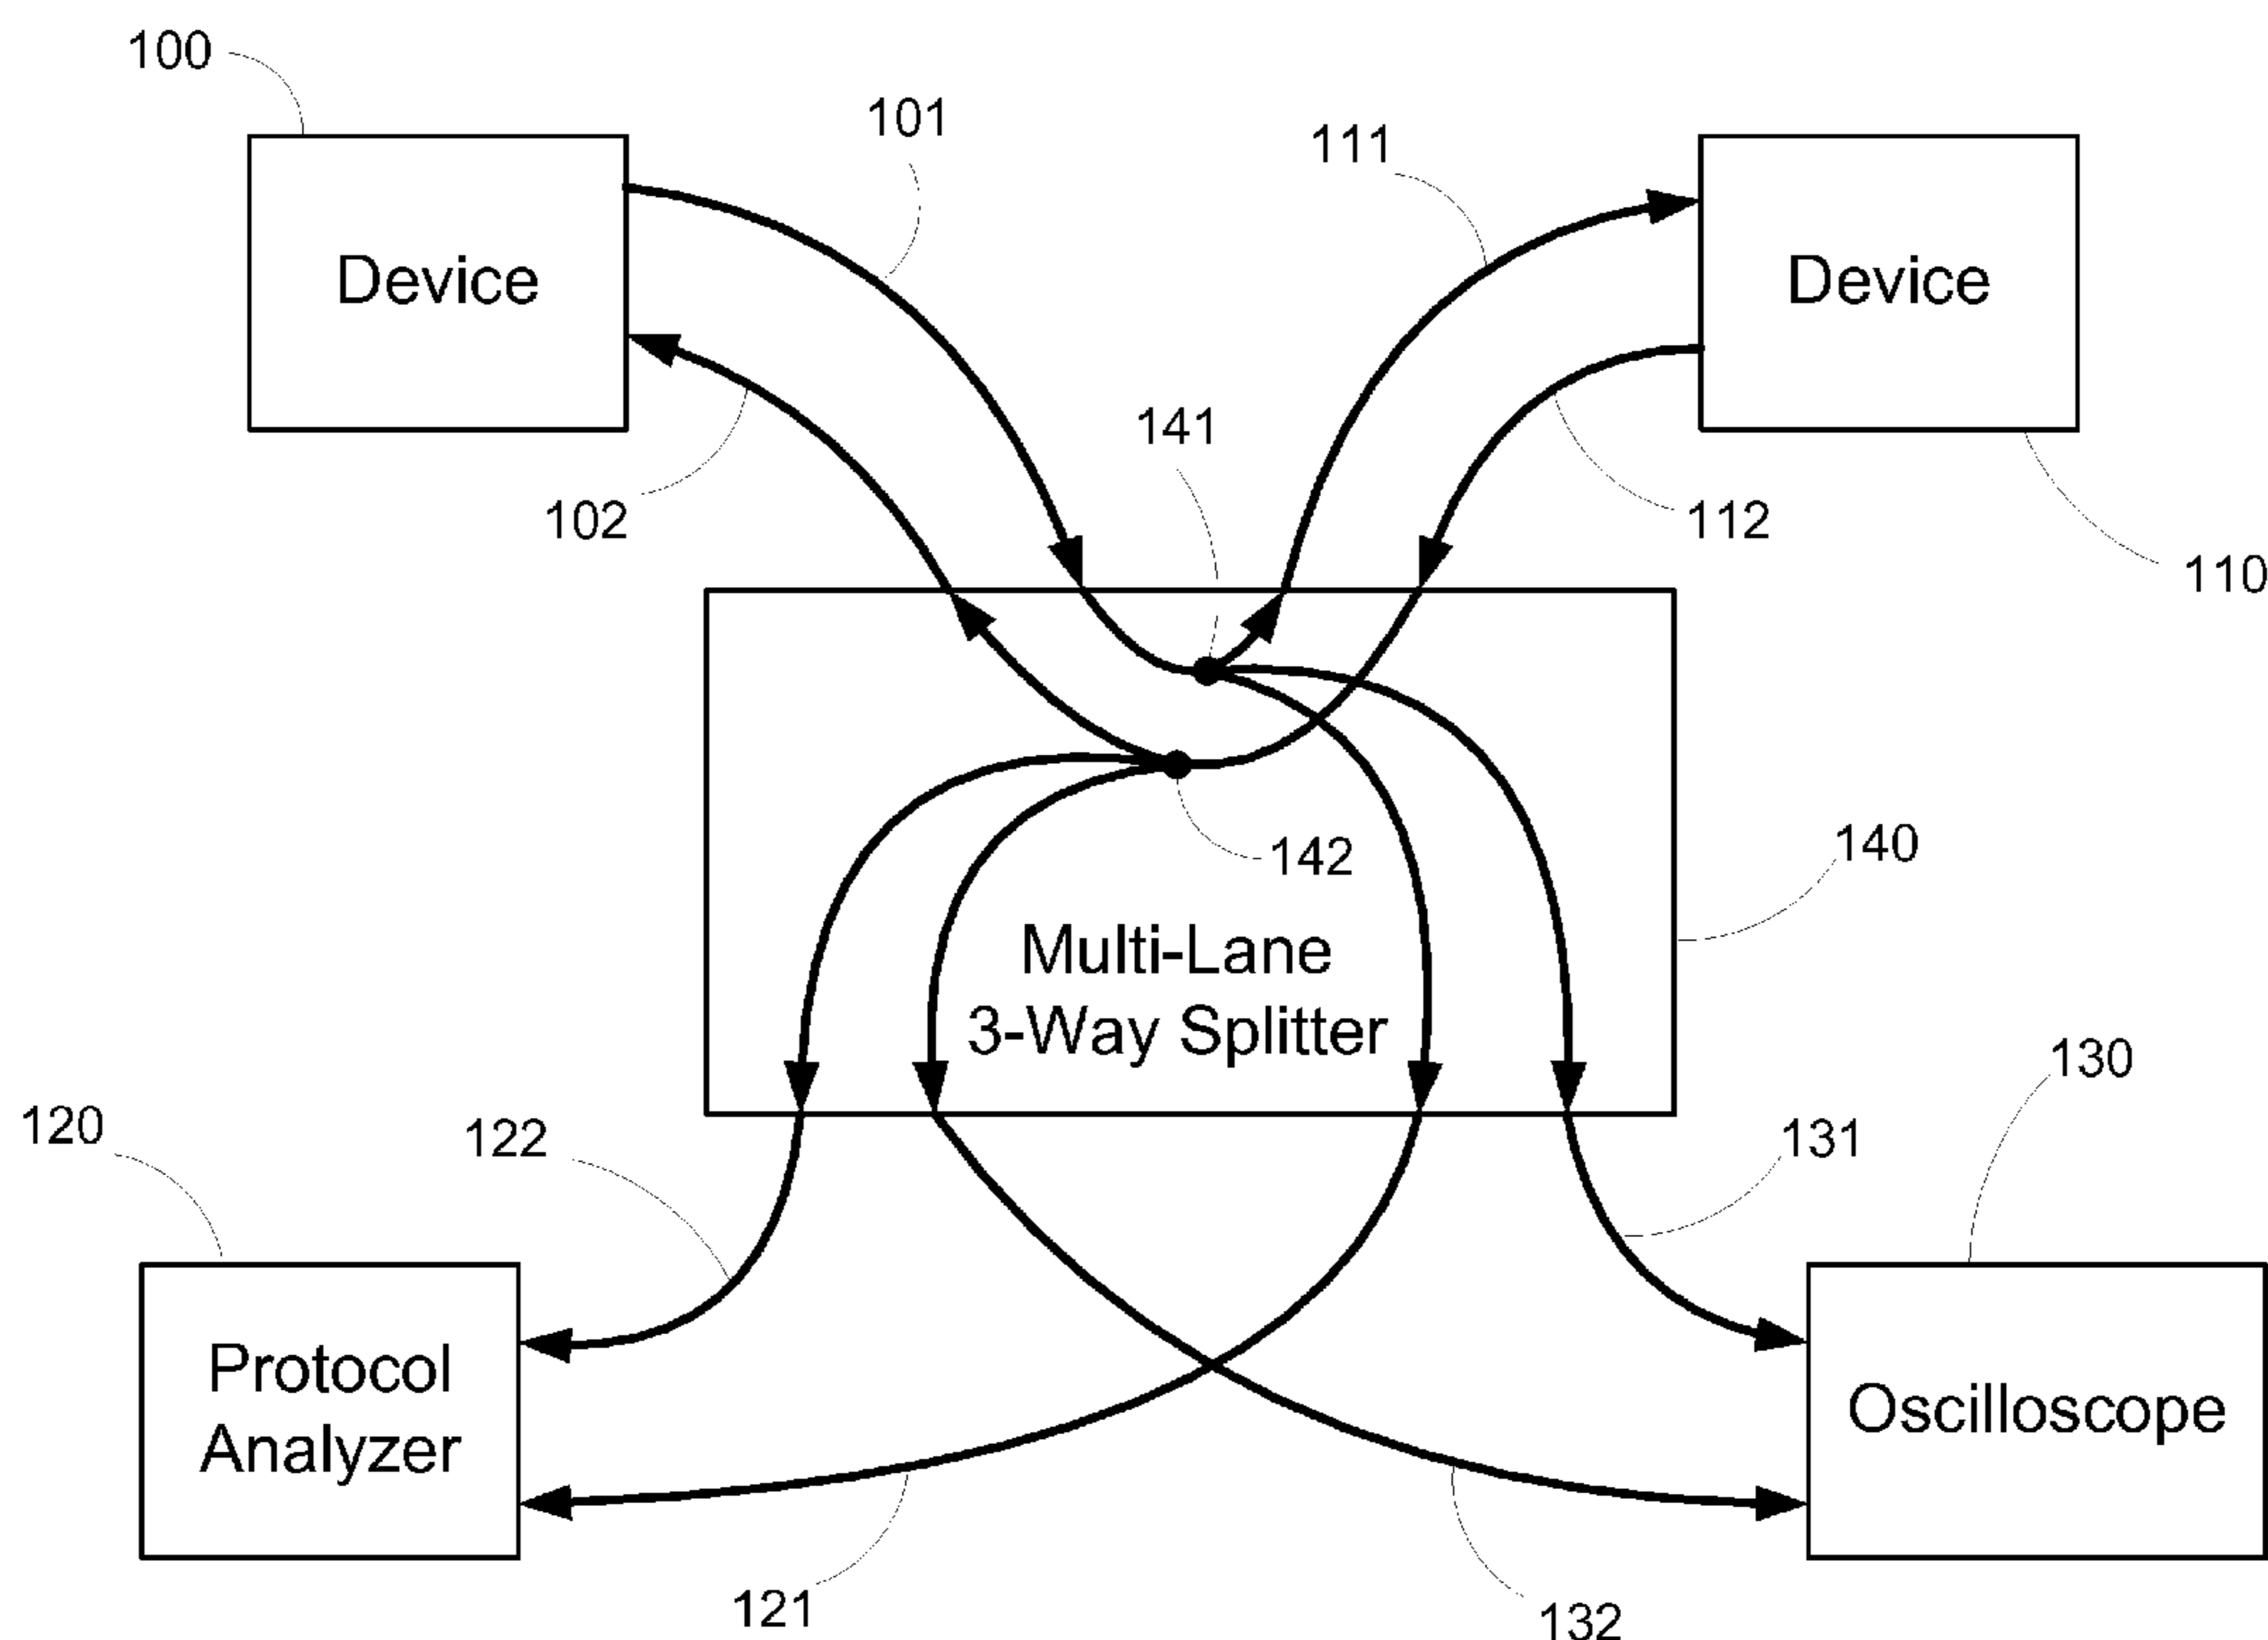 100
101
111
Device
Device
141
102
112
110
142
140
Multi-Lane
3-Way Splitter
130
120
122
131
Protocol
Analyzer
Oscilloscope
121
132